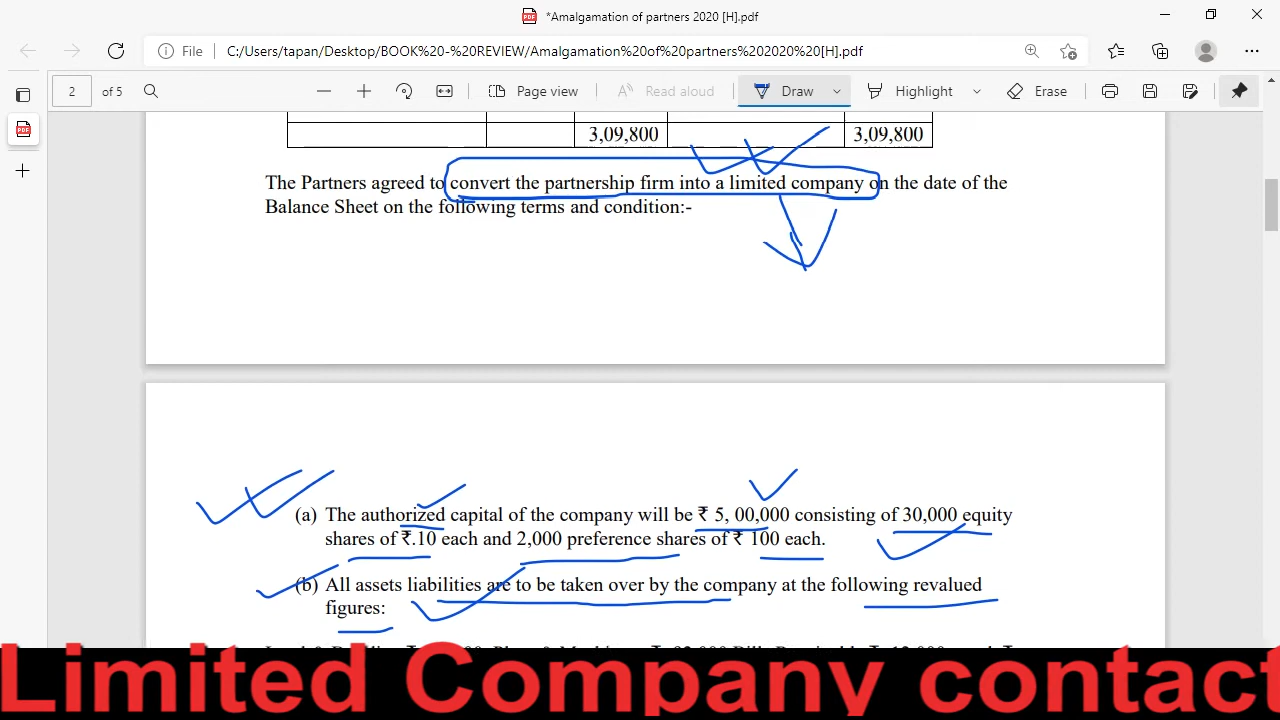 *Amalgamation of partners 2020 [H].pdf
File
C:/Users/tapan/Desktop/BOOK%20-%20REVIEW/Amalgamation%20of%20partners%202020%20[H].pdf
2 of 5
Page view
Read aloud
Draw
Highlight
Erase
3,09,800 3,09,800
The Partners agreed to convert the partnership firm into a limited company on the date of the
Balance Sheet on the following terms and condition:-
(a) The authorized capital of the company will be ₹ 5, 00,000 consisting of 30,000 equity
shares of ₹.10 each and 2,000 preference shares of ₹ 100 each.
(b) All assets liabilities are to be taken over by the company at the following revalued
figures:
Limited Company contact